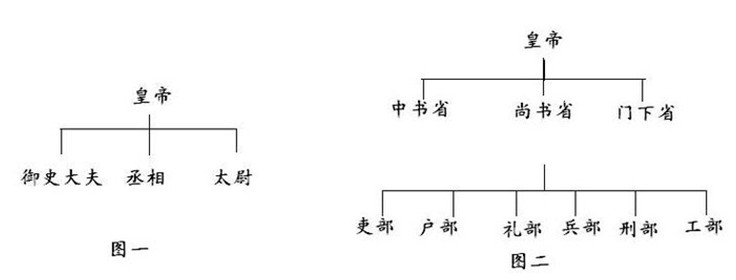 皇帝
御史大夫 丞相 太尉
图一
皇帝
中书省 尚书省 门下省
吏部 户部 礼部 兵部 刑部 工部
图二